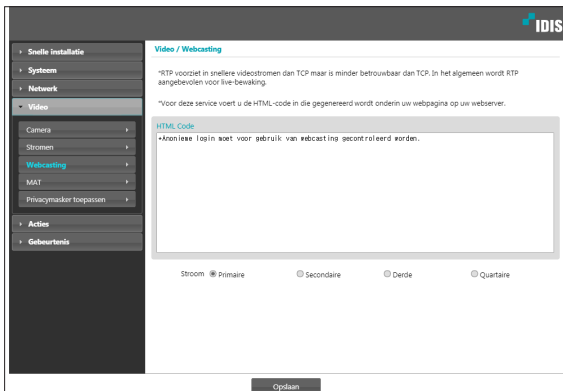 IDIS
Snelle installatie
Systeem
Netwerk
Video
Camera
Stromen
Webcasting
MAT
Privacymasker toepassen
Acties
Gebeurtenis
Video / Webcasting
*RTP voorziet in snellere videostromen dan TCP maar is minder betrouwbaar dan TCP. In het algemeen wordt RTP
aangebevolen voor live-bewaking.
*Voor deze service voert u de HTML-code in die gegenereerd wordt onderin uw webpagina op uw webserver.
HTML Code
*Anonieme login moet voor gebruik van webcasting gecontroleerd worden.
Stroom Primaire Secondaire Derde Quartaire
Opslaan